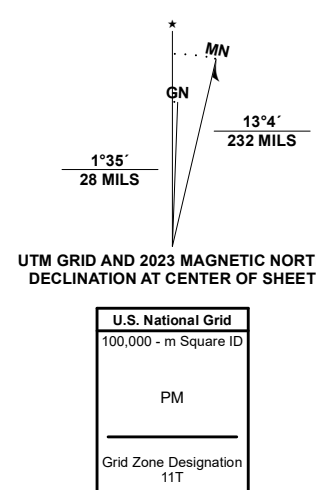 ★
MN
GN
13°4´
232 MILS
1°35´
28 MILS
UTM GRID AND 2023 MAGNETIC NORT
DECLINATION AT CENTER OF SHEET
U.S. National Grid
100,000 - m Square ID
PM
Grid Zone Designation
11T